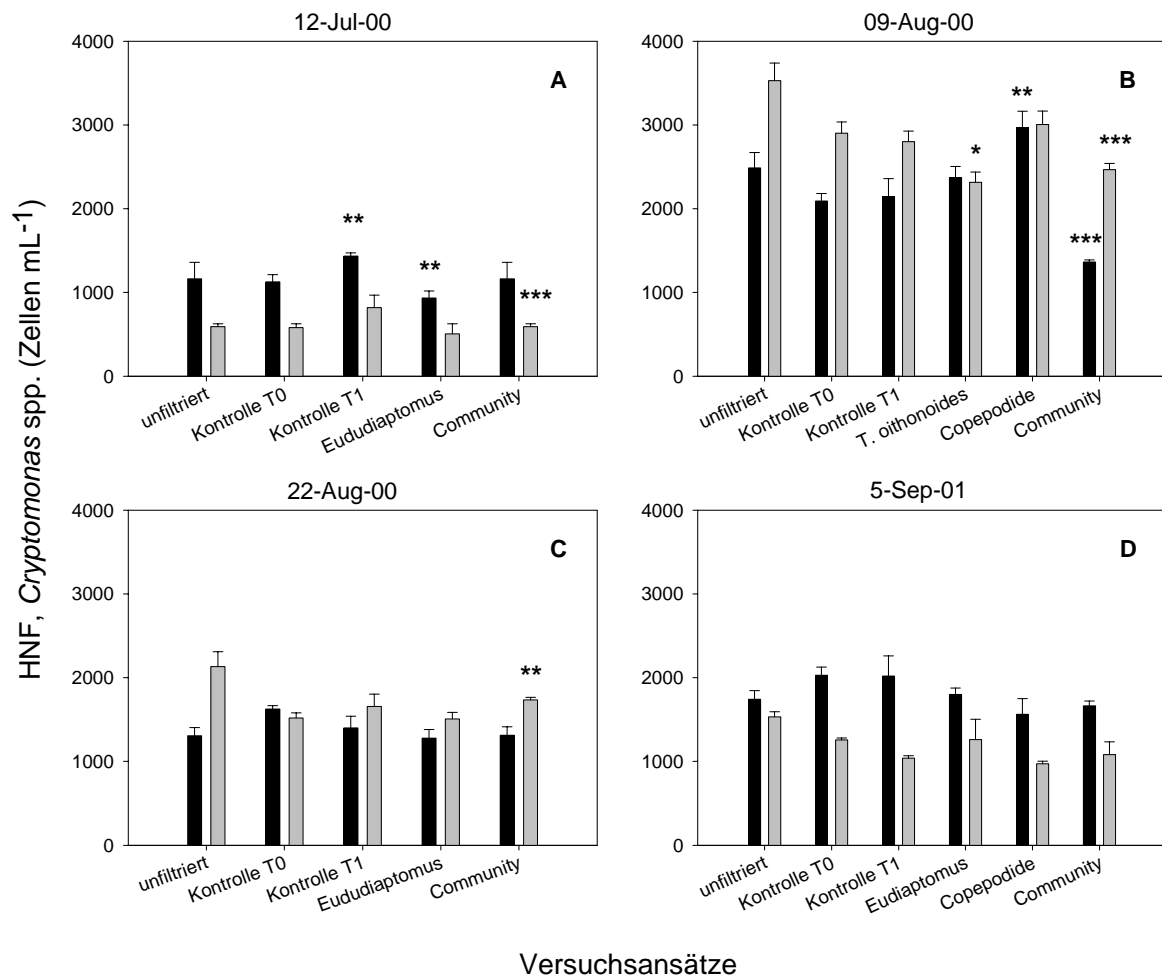 12-Jul-00
4000
3000
2000
1000
0
A
**
**
***
unfiltriert
Kontrolle T0
Kontrolle T1
Eududiaptomus
Community
09-Aug-00
4000
3000
2000
1000
0
B
*
**
***
***
unfiltriert
Kontrolle T0
Kontrolle T1
T. oithonoides
Copepodide
Community
22-Aug-00
4000
3000
2000
1000
0
C
**
unfiltriert
Kontrolle T0
Kontrolle T1
Eududiaptomus
Community
5-Sep-01
4000
3000
2000
1000
0
D
unfiltriert
Kontrolle T0
Kontrolle T1
Eudiaptomus
Copepodide
Community
HNF, Cryptomonas spp. (Zellen mL-1)
Versuchsansätze